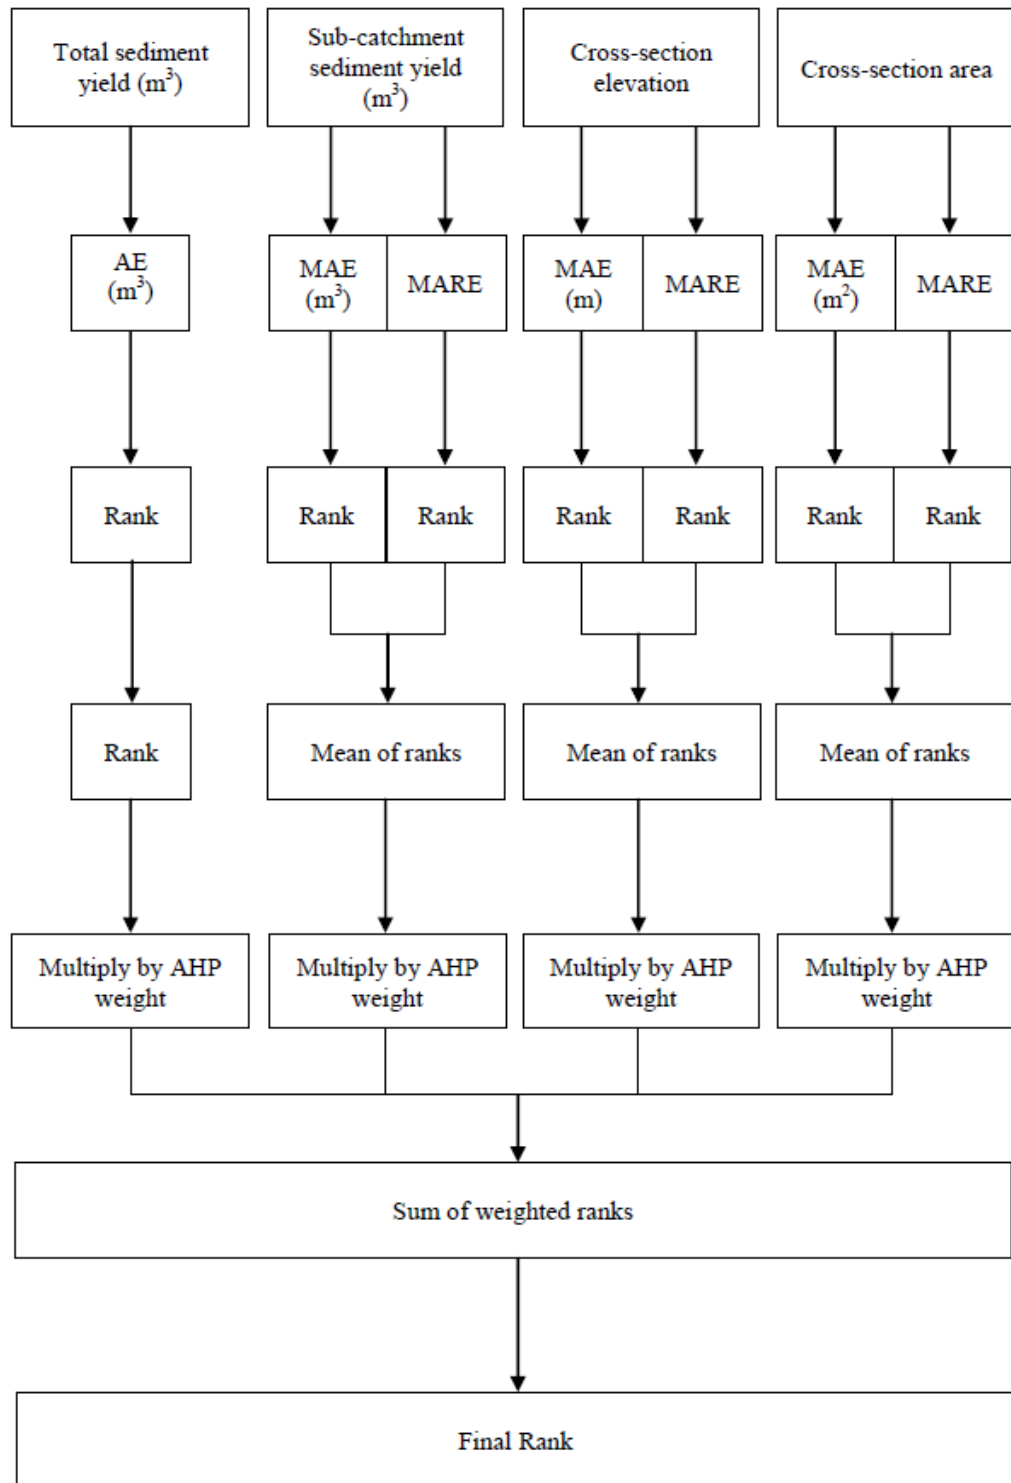 Total sediment
yield (m³)
Sub-catchment
sediment yield
(m³)
Cross-section
elevation
Cross-section area
AE
(m³)
MAE
(m³)
MARE
MAE
(m)
MARE
MAE
(m²)
MARE
Rank
Rank
Rank
Rank
Rank
Rank
Rank
Rank
Mean of ranks
Mean of ranks
Mean of ranks
Multiply by AHP
weight
Multiply by AHP
weight
Multiply by AHP
weight
Multiply by AHP
weight
Sum of weighted ranks
Final Rank